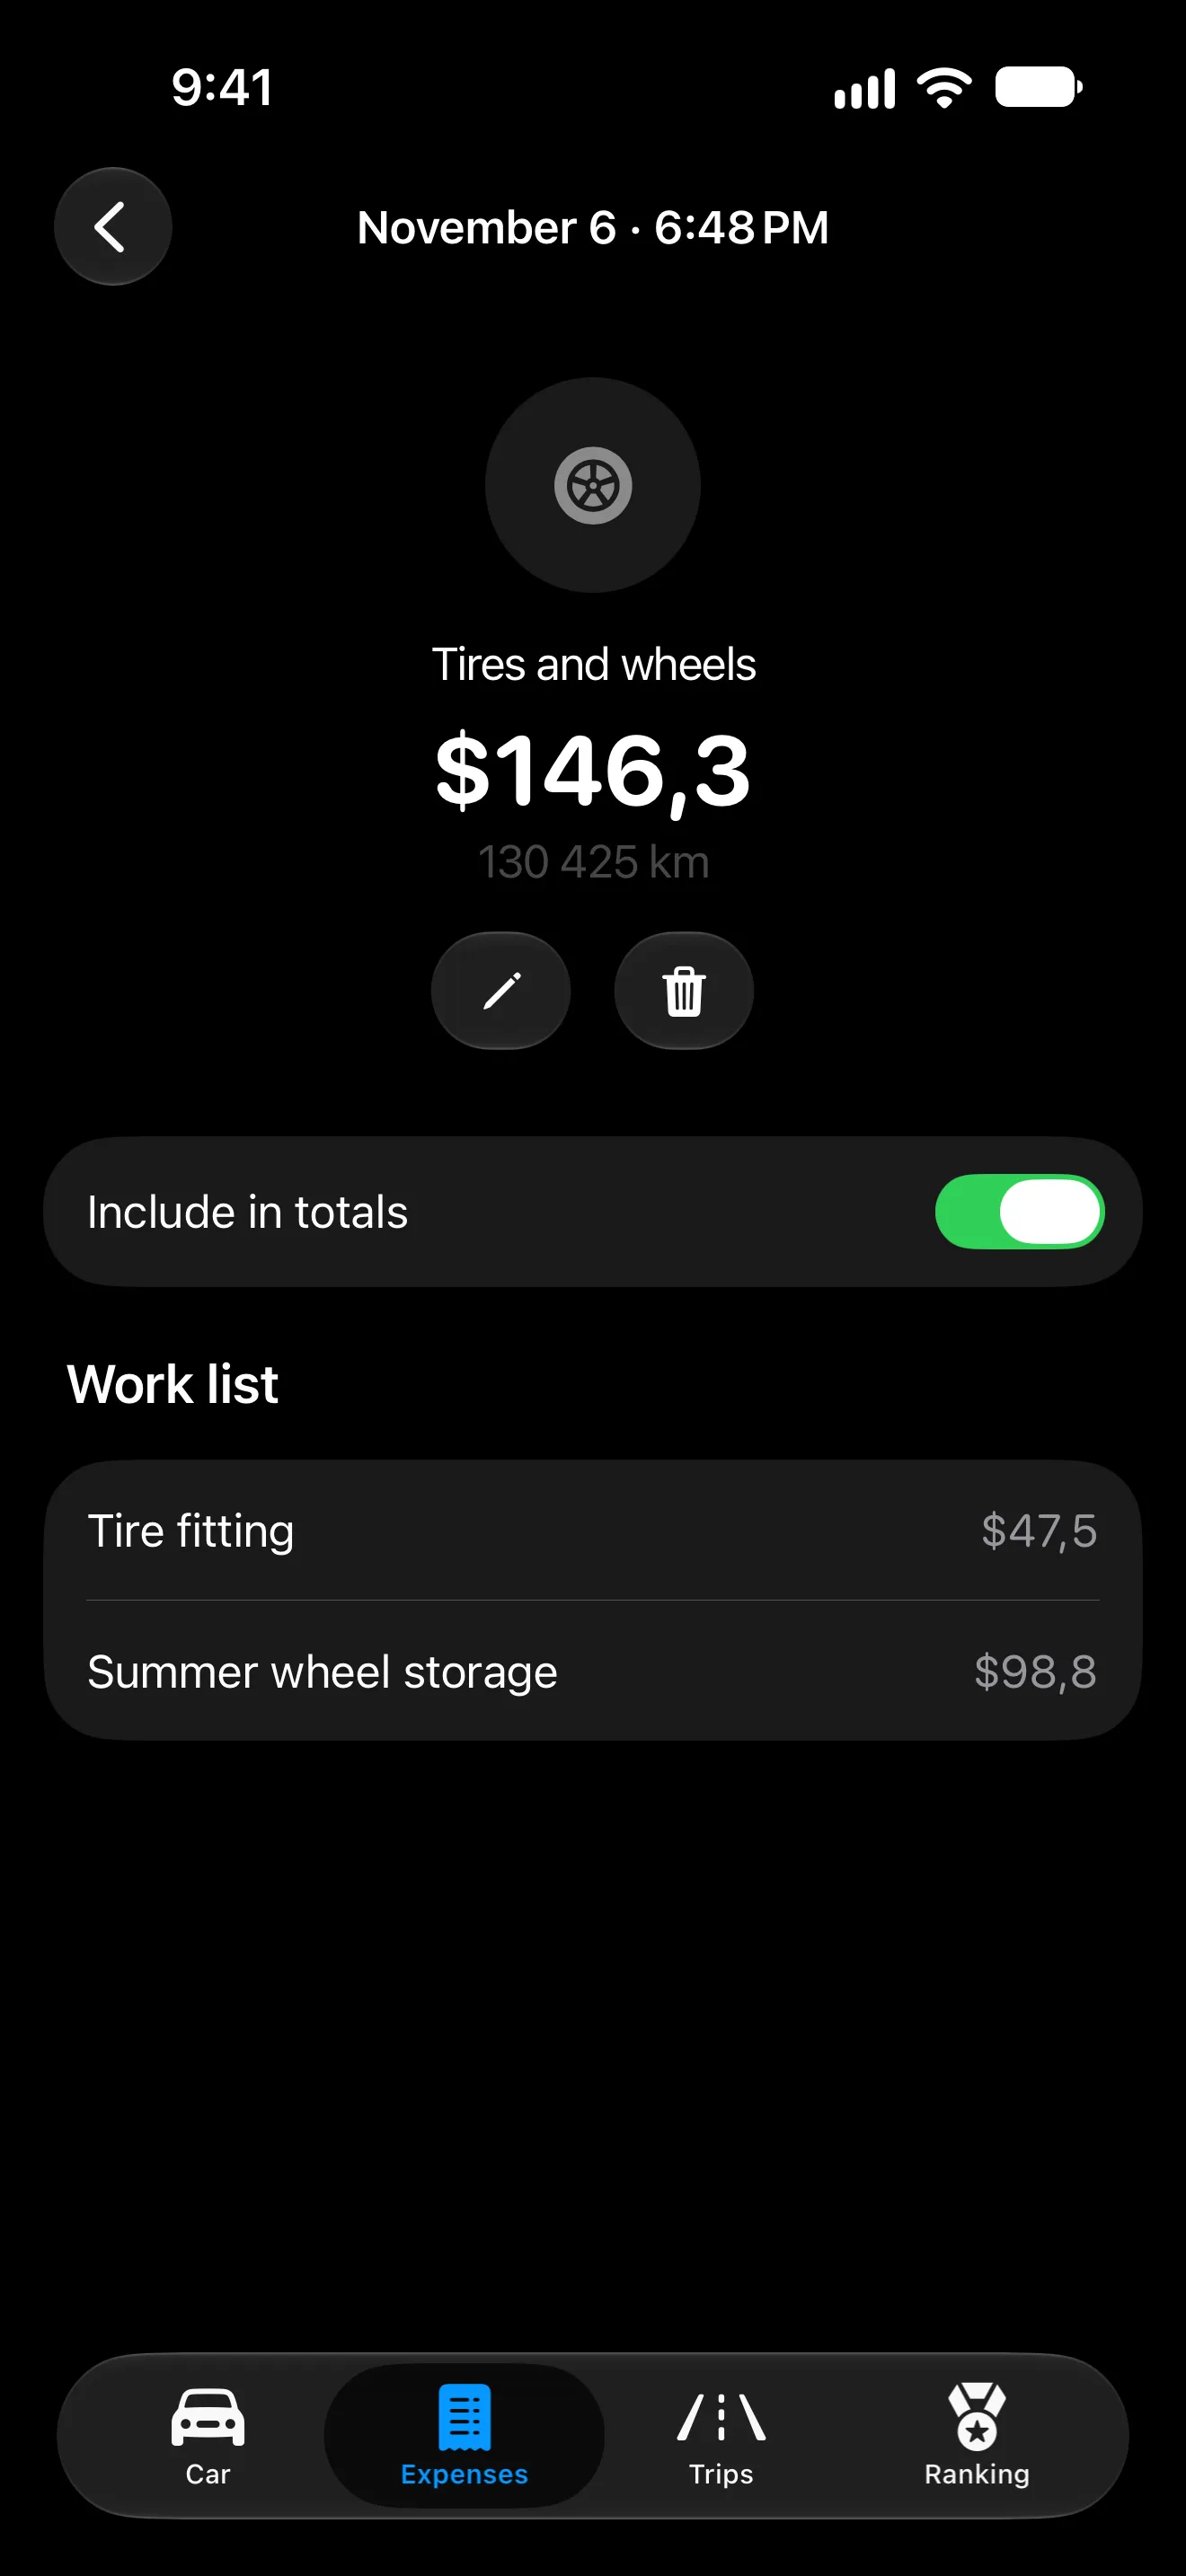 9:41
November 6 · 6:48 PM
Tires and wheels
$146,3
130 425 km
Include in totals
Work list
Tire fitting $47,5
Summer wheel storage $98,8
Car Expenses Trips Ranking